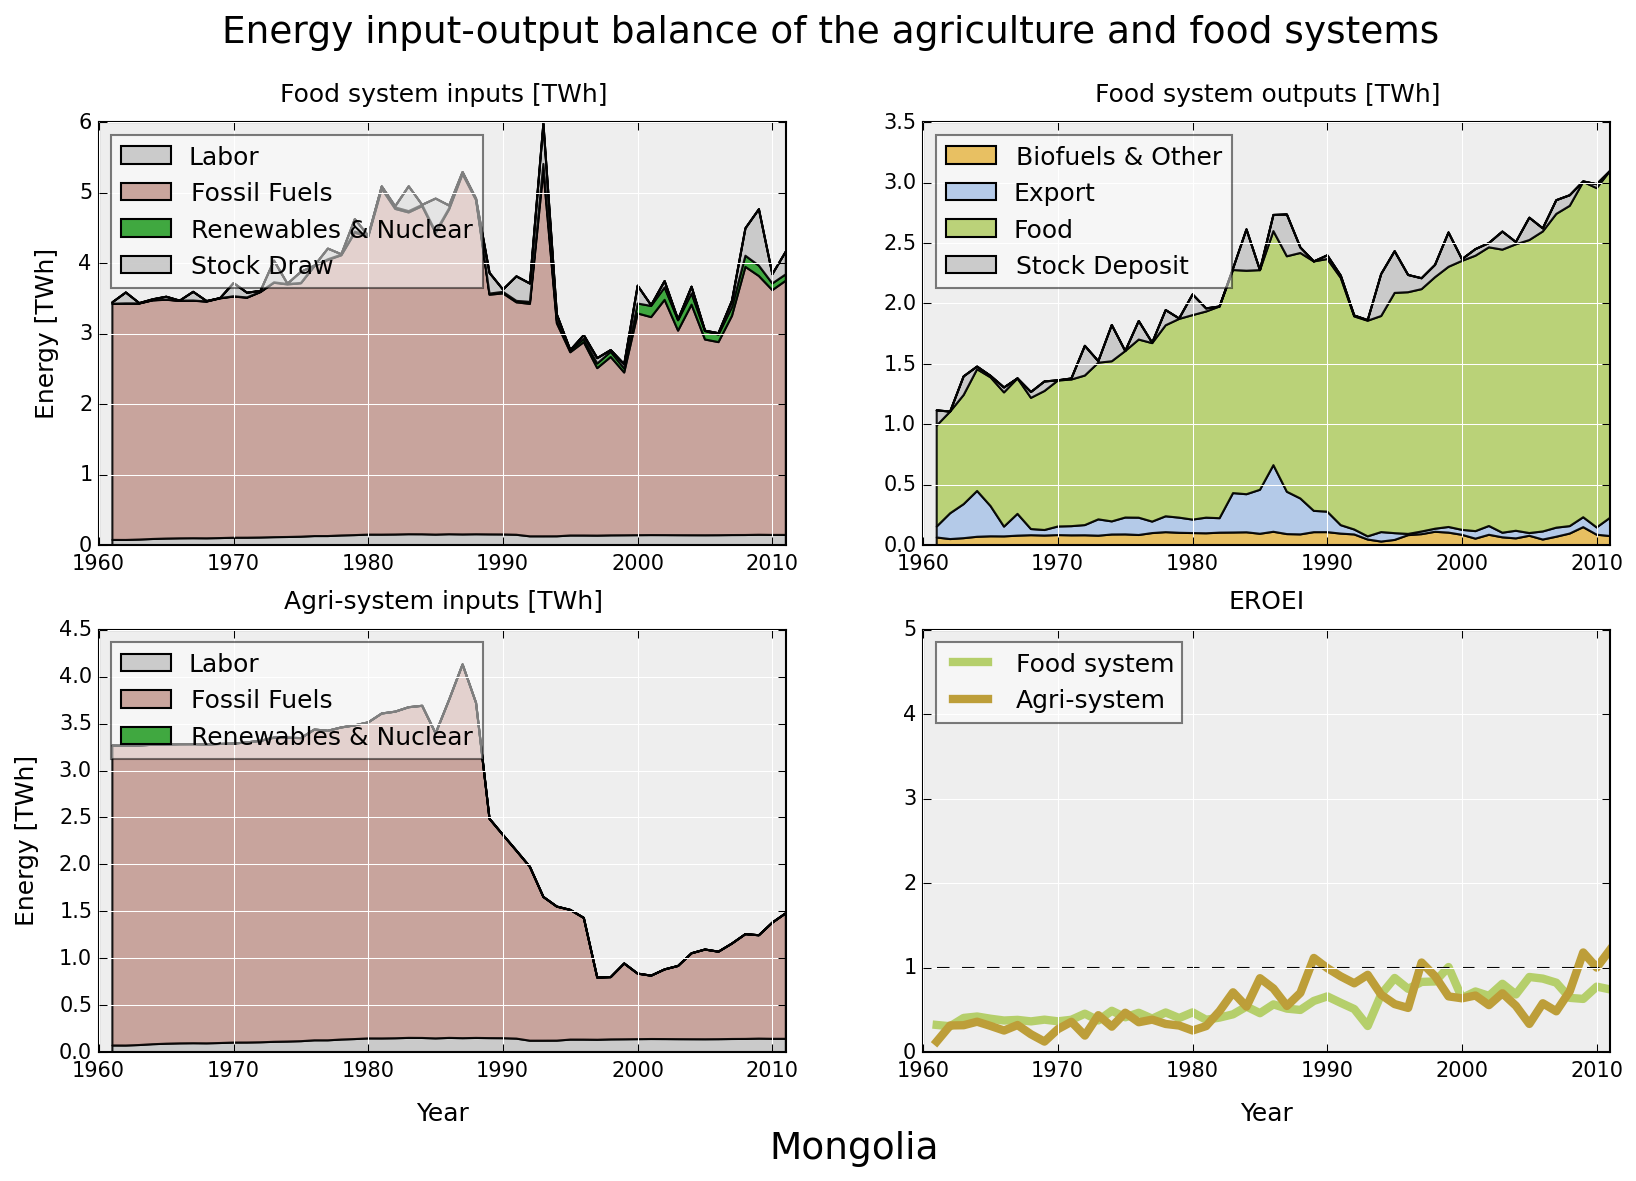 Energy input-output balance of the agriculture and food systems
Food system inputs [TWh]
Energy [TWh]
6
5
4
3
2
1
0
Labor
Fossil Fuels
Renewables & Nuclear
Stock Draw
1960 1970 1980 1990 2000 2010
Food system outputs [TWh]
3.5
3.0
2.5
2.0
1.5
1.0
0.5
0.0
Biofuels & Other
Export
Food
Stock Deposit
1960 1970 1980 1990 2000 2010
Agri-system inputs [TWh]
Energy [TWh]
4.5
4.0
3.5
3.0
2.5
2.0
1.5
1.0
0.5
0.0
Labor
Fossil Fuels
Renewables & Nuclear
1960 1970 1980 1990 2000 2010
Year
EROEI
5
4
3
2
1
0
Food system
Agri-system
1960 1970 1980 1990 2000 2010
Year
Mongolia